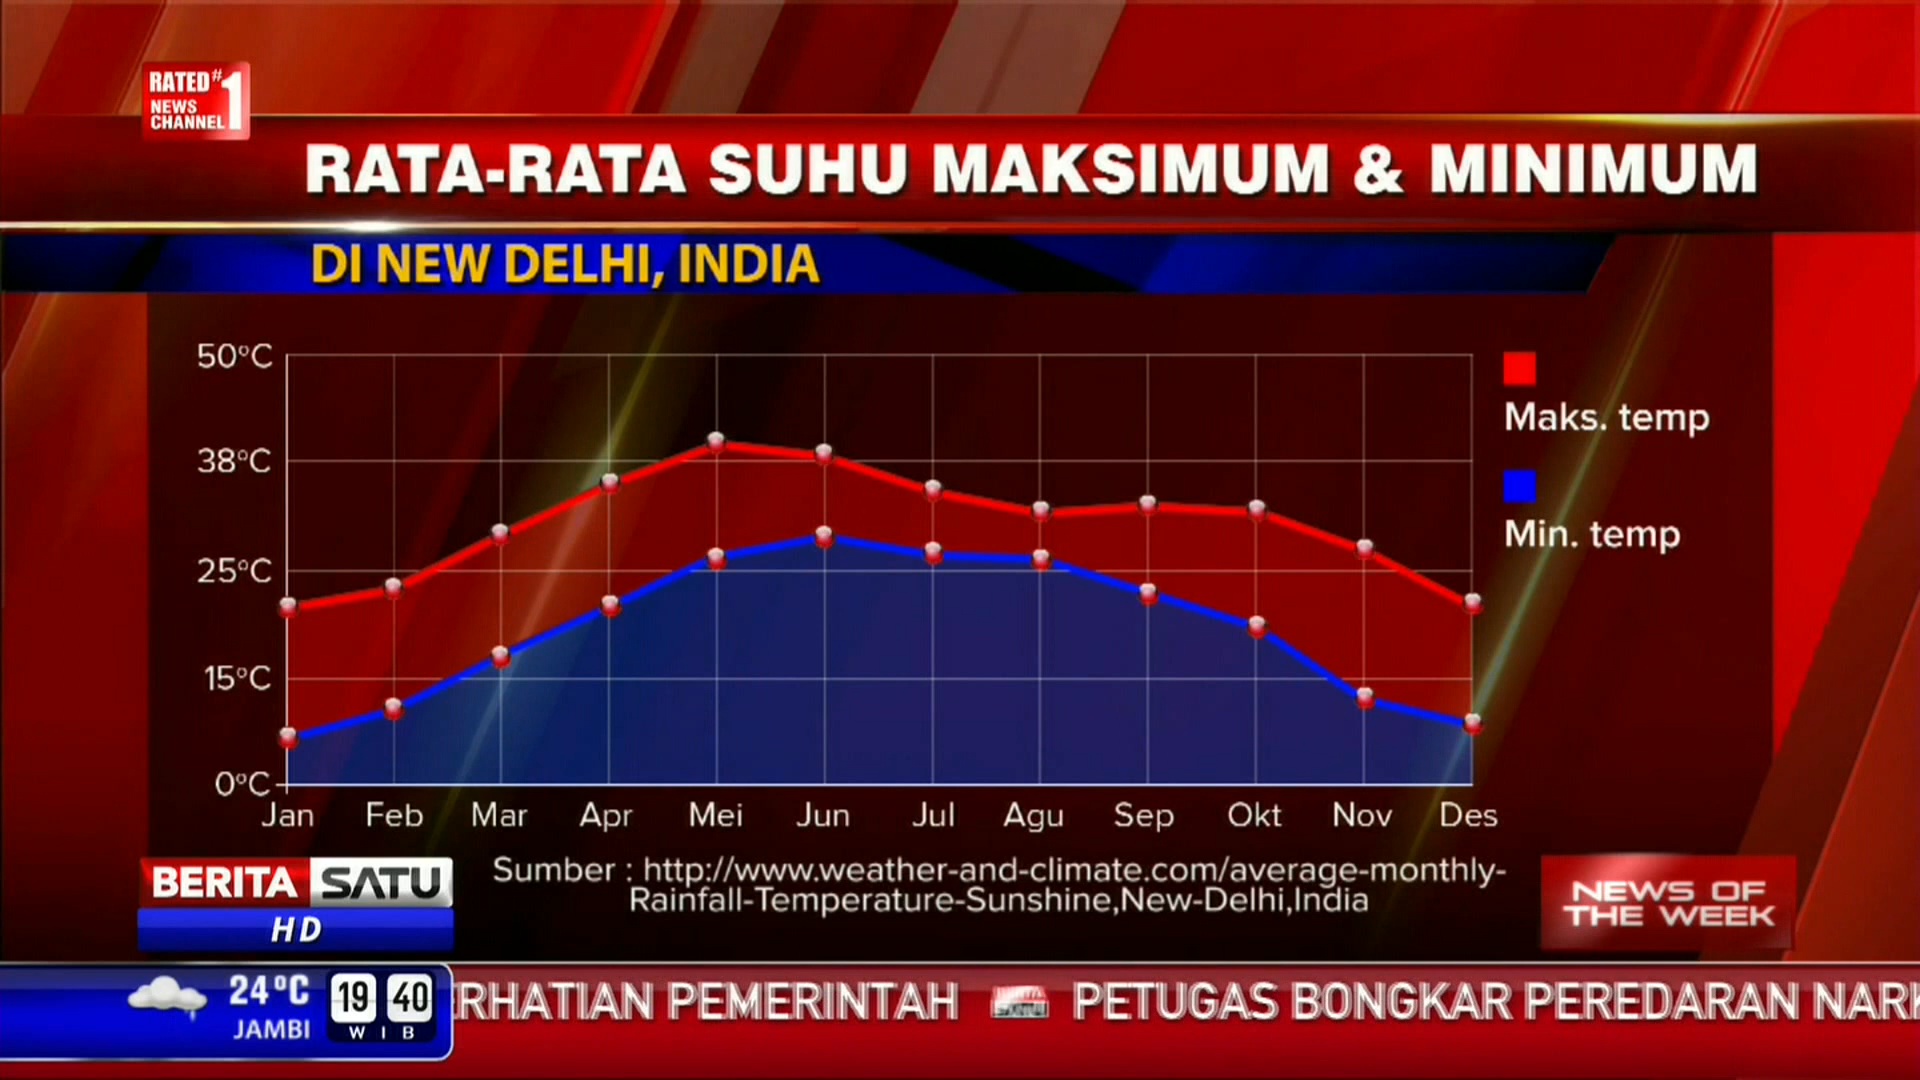 RATED #1
NEWS
CHANNEL
RATA-RATA SUHU MAKSIMUM & MINIMUM
DI NEW DELHI, INDIA
50°C
38°C
25°C
15°C
0°C
Jan Feb Mar Apr Mei Jun Jul Agu Sep Okt Nov Des
Maks. temp
Min. temp
Sumber : http://www.weather-and-climate.com/average-monthly-
Rainfall-Temperature-Sunshine,New-Delhi,India
BERITA SATU
HD
NEWS OF
THE WEEK
24°C
JAMBI
19 40
WIB
ERHATIAN PEMERINTAH PETUGAS BONGKAR PEREDARAN NARK